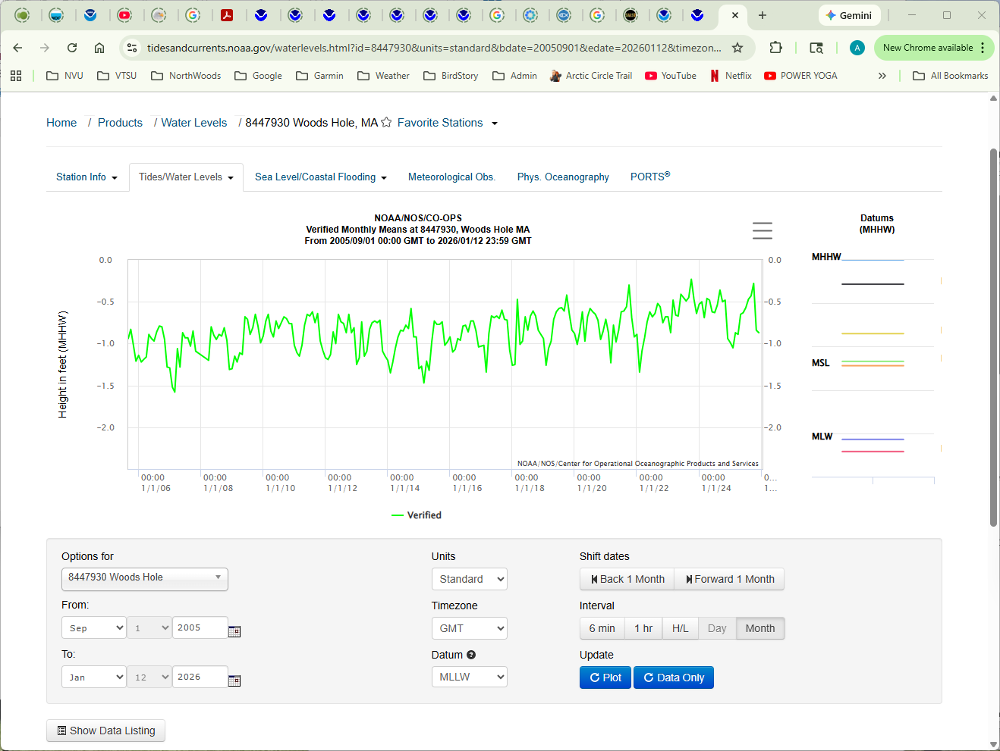 Gemini
tidesandcurrents.noaa.gov/waterlevels.html?id=8447930&units=standard&bdate=20050901&edate=20260112&timezon...
A
New Chrome available
NVU
VTSU
NorthWoods
Google
Garmin
Weather
BirdStory
Admin
Arctic Circle Trail
YouTube
Netflix
POWER YOGA
»
All Bookmarks
Home / Products / Water Levels / 8447930 Woods Hole, MA Favorite Stations
Station Info
Tides/Water Levels
Sea Level/Coastal Flooding
Meteorological Obs.
Phys. Oceanography
PORTS®
NOAA/NOS/CO-OPS
Verified Monthly Means at 8447930, Woods Hole MA
From 2005/09/01 00:00 GMT to 2026/01/12 23:59 GMT
Datums
(MHHW)
Height in feet (MHHW)
0.0
−0.5
−1.0
−1.5
−2.0
0.0
−0.5
−1.0
−1.5
−2.0
MHHW
MSL
MLW
NOAA/NOS/Center for Operational Oceanographic Products and Services
00:00 00:00 00:00 00:00 00:00 00:00 00:00 00:00 00:00 00:00 0...
1/1/06 1/1/08 1/1/10 1/1/12 1/1/14 1/1/16 1/1/18 1/1/20 1/1/22 1/1/24 1...
Verified
Options for
8447930 Woods Hole
From:
Sep 1 2005
To:
Jan 12 2026
Units
Standard
Timezone
GMT
Datum ?
MLLW
Shift dates
Back 1 Month Forward 1 Month
Interval
6 min 1 hr H/L Day Month
Update
Plot Data Only
Show Data Listing